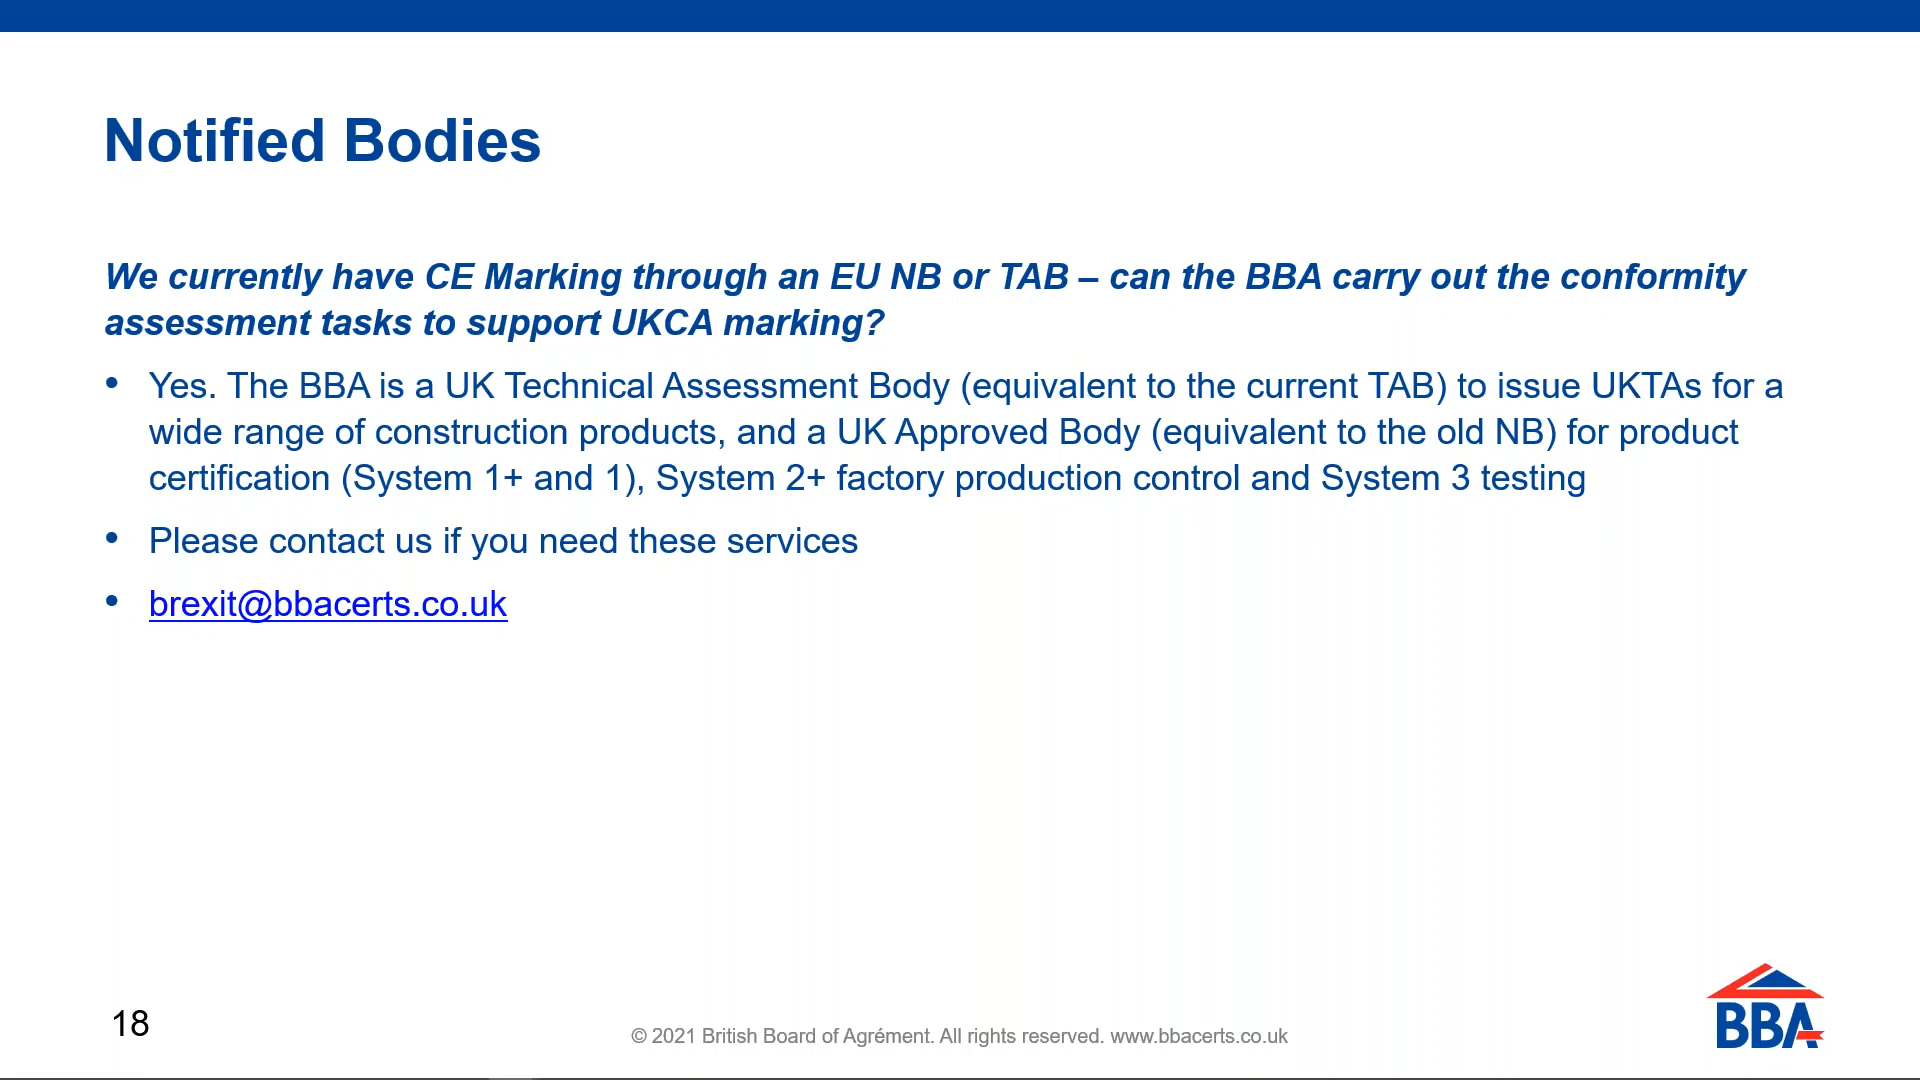 Notified Bodies
We currently have CE Marking through an EU NB or TAB – can the BBA carry out the conformity
assessment tasks to support UKCA marking?
• Yes. The BBA is a UK Technical Assessment Body (equivalent to the current TAB) to issue UKTAs for a
wide range of construction products, and a UK Approved Body (equivalent to the old NB) for product
certification (System 1+ and 1), System 2+ factory production control and System 3 testing
• Please contact us if you need these services
• brexit@bbacerts.co.uk
18
© 2021 British Board of Agrément. All rights reserved. www.bbacerts.co.uk
BBA